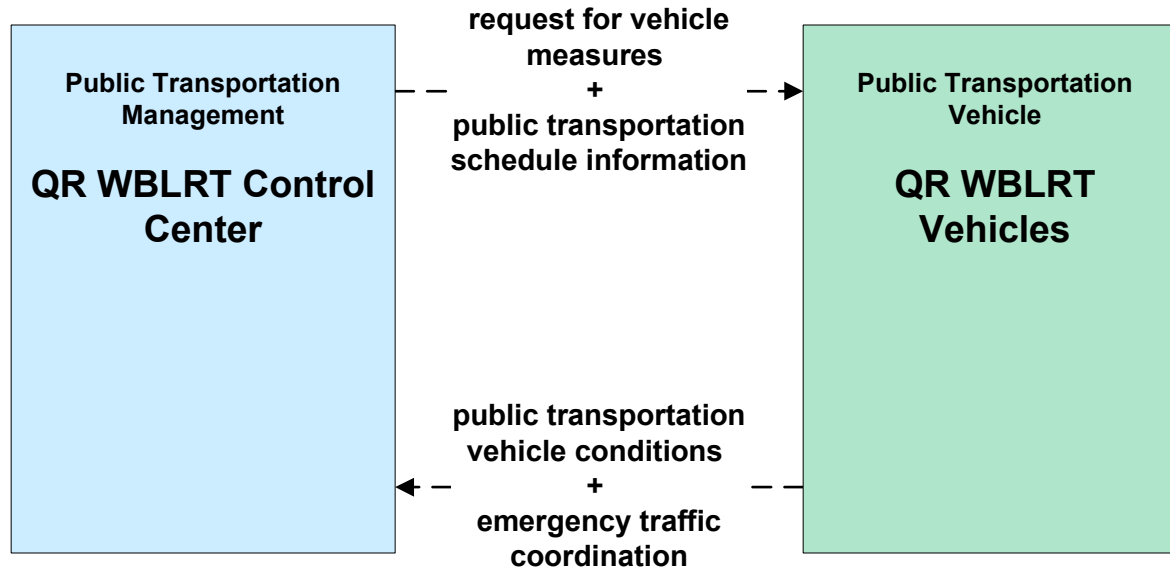 Public Transportation
Management
QR WBLRT Control
Center
request for vehicle
measures
+
public transportation
schedule information
Public Transportation
Vehicle
QR WBLRT
Vehicles
public transportation
vehicle conditions
+
emergency traffic
coordination